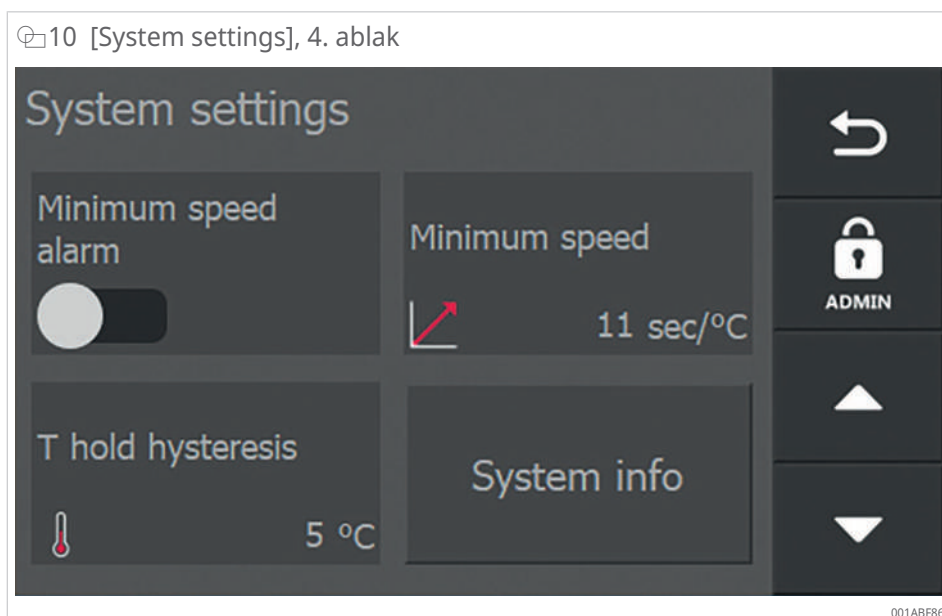 10 [System settings], 4. ablak
System settings
Minimum speed
alarm
Minimum speed
11 sec/°C
ADMIN
T hold hysteresis
5 °C
System info
001ABF86